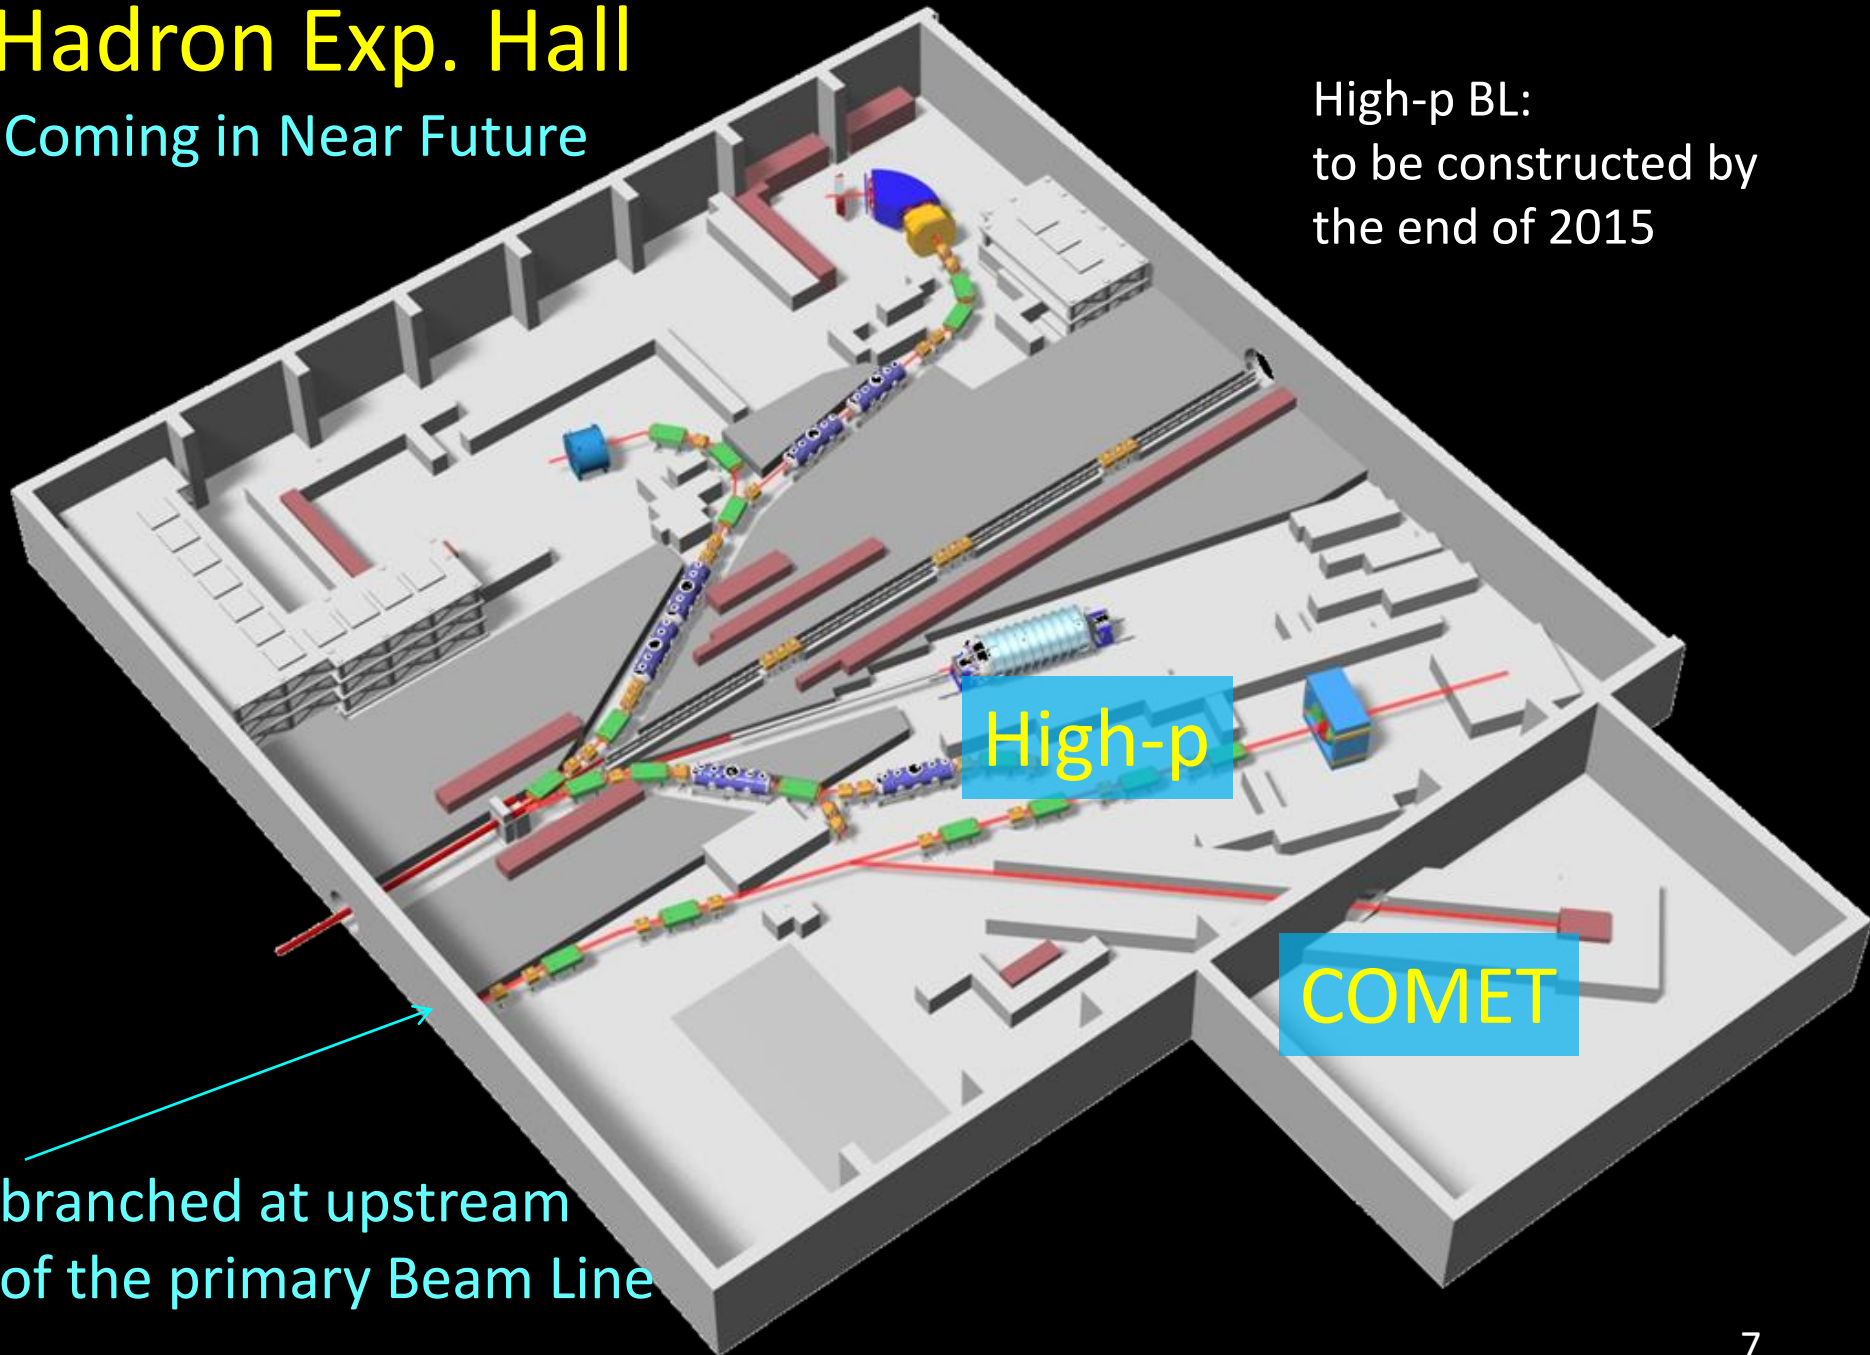 Hadron Exp. Hall
Coming in Near Future
High-p BL:
to be constructed by
the end of 2015
High-p
COMET
branched at upstream
of the primary Beam Line
7